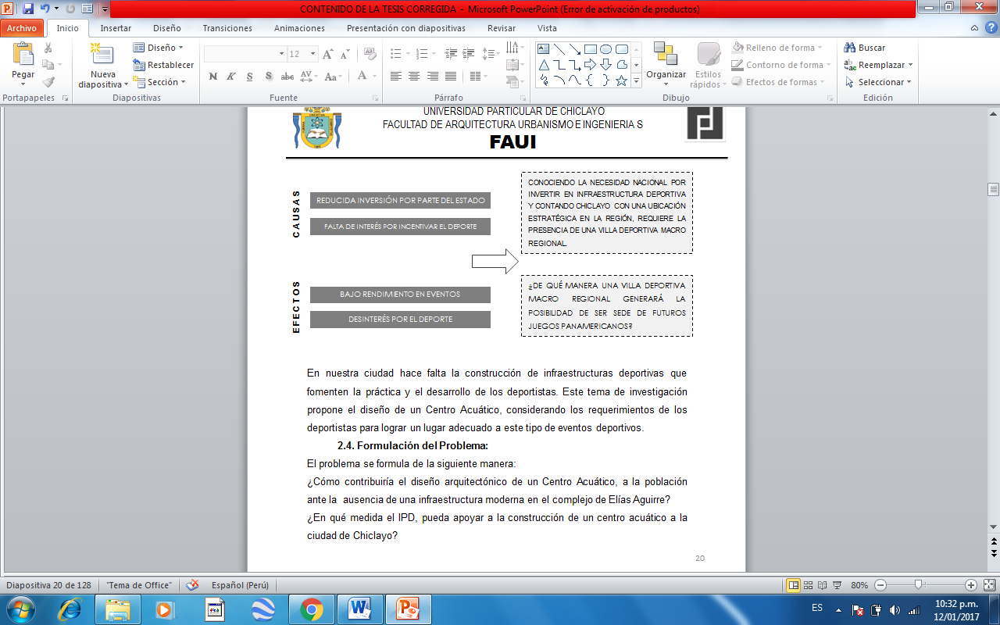 CONTENIDO DE LA TESIS CORREGIDA - Microsoft PowerPoint (Error de activación de productos)
Archivo Inicio Insertar Diseño Transiciones Animaciones Presentación con diapositivas Revisar Vista
Pegar
Portapapeles
Nueva diapositiva
Diseño
Restablecer
Sección
Diapositivas
12
N K S S abc AV Aa A
Fuente
Párrafo
Organizar
Estilos rápidos
Relleno de forma
Contorno de forma
Efectos de formas
Dibujo
Buscar
Reemplazar
Seleccionar
Edición
UNIVERSIDAD PARTICULAR DE CHICLAYO
FACULTAD DE ARQUITECTURA URBANISMO E INGENIERIA S
FAUI
CAUSAS
REDUCIDA INVERSIÓN POR PARTE DEL ESTADO
FALTA DE INTERÉS POR INCENTIVAR EL DEPORTE
CONOCIENDO LA NECESIDAD NACIONAL POR
INVERTIR EN INFRAESTRUCTURA DEPORTIVA
Y CONTANDO CHICLAYO CON UNA UBICACIÓN
ESTRATÉGICA EN LA REGIÓN, REQUIERE LA
PRESENCIA DE UNA VILLA DEPORTIVA MACRO
REGIONAL.
EFECTOS
BAJO RENDIMIENTO EN EVENTOS
DESINTERÉS POR EL DEPORTE
¿DE QUÉ MANERA UNA VILLA DEPORTIVA
MACRO REGIONAL GENERARÁ LA
POSIBILIDAD DE SER SEDE DE FUTUROS
JUEGOS PANAMERICANOS?
En nuestra ciudad hace falta la construcción de infraestructuras deportivas que
fomenten la práctica y el desarrollo de los deportistas. Este tema de investigación
propone el diseño de un Centro Acuático, considerando los requerimientos de los
deportistas para lograr un lugar adecuado a este tipo de eventos deportivos.
2.4. Formulación del Problema:
El problema se formula de la siguiente manera:
¿Cómo contribuiría el diseño arquitectónico de un Centro Acuático, a la población
ante la ausencia de una infraestructura moderna en el complejo de Elías Aguirre?
¿En qué medida el IPD, pueda apoyar a la construcción de un centro acuático a la
ciudad de Chiclayo?
20
Diapositiva 20 de 128 "Tema de Office" Español (Perú) 80%
ES 10:32 p.m.
12/01/2017